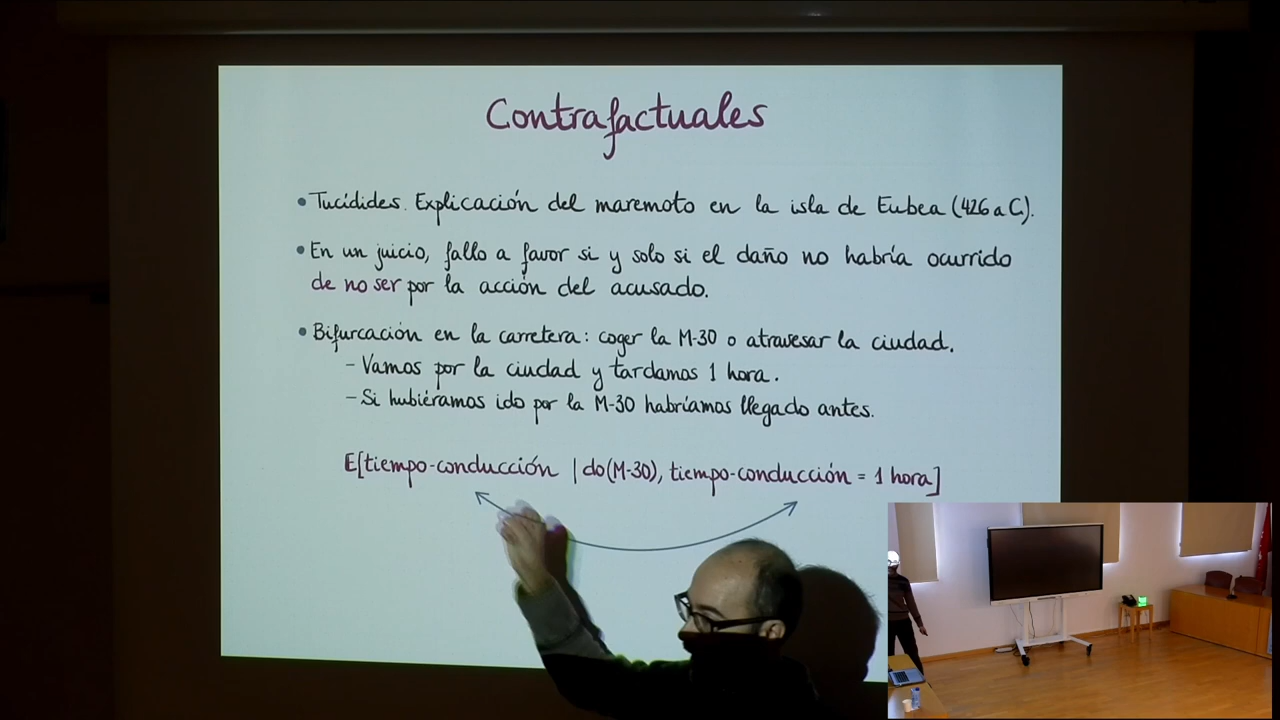 Contrafactuales
• Tucídides. Explicación del maremoto en la isla de Eubea (426 a C).
• En un juicio, fallo a favor si y solo si el daño no habría ocurrido
de no ser por la acción del acusado.
• Bifurcación en la carretera: coger la M-30 o atravesar la ciudad.
- Vamos por la ciudad y tardamos 1 hora.
- Si hubiéramos ido por la M-30 habríamos llegado antes.
E[tiempo-conducción | do(M-30), tiempo-conducción = 1 hora]